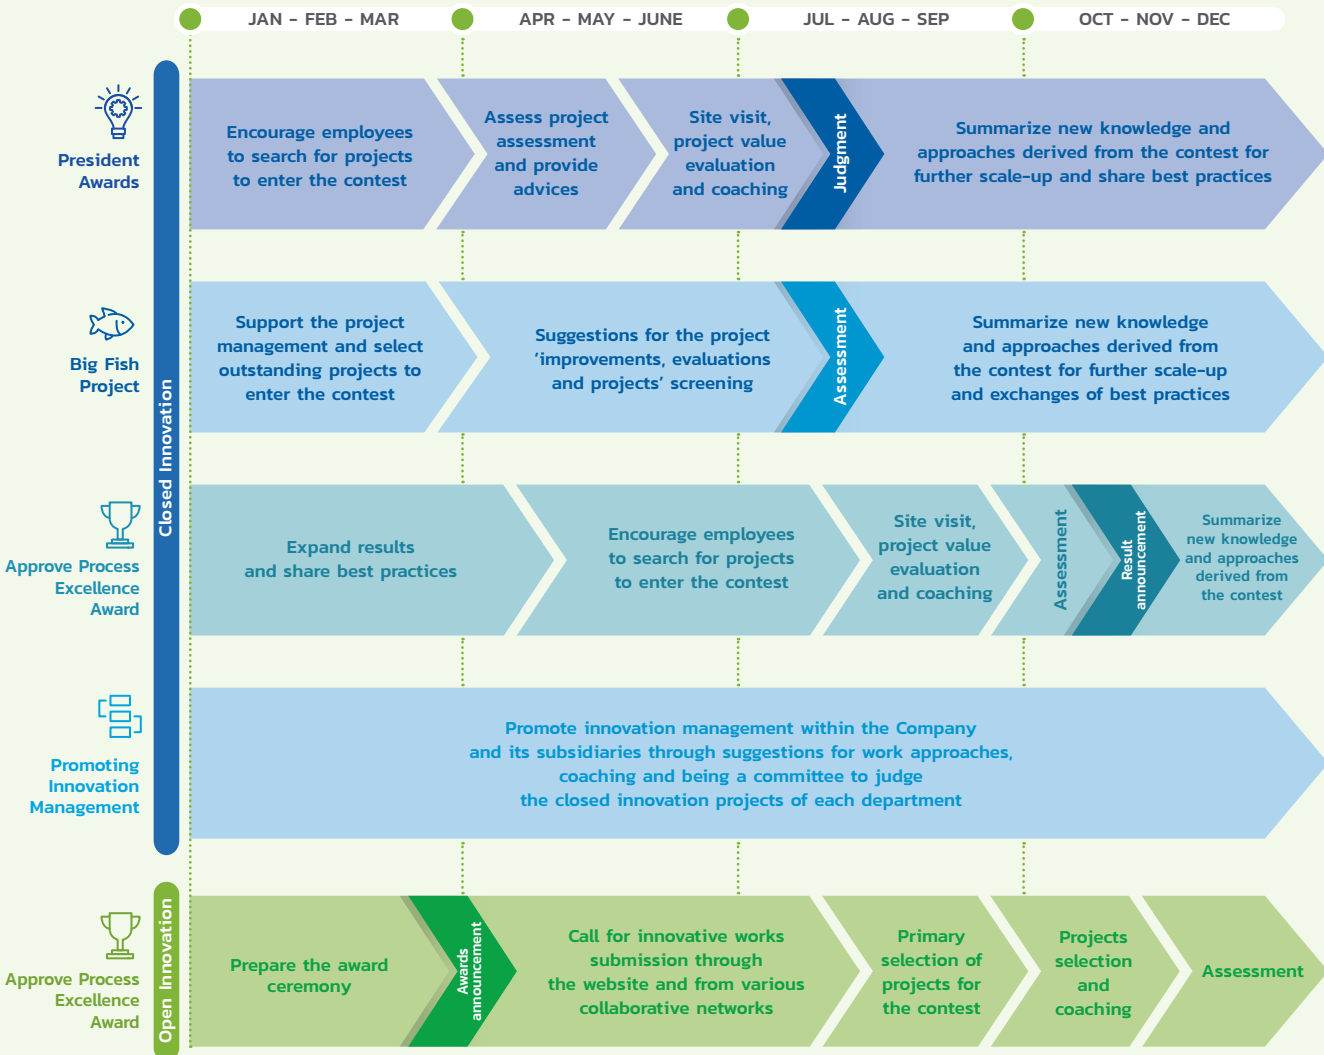 JAN - FEB - MAR
APR - MAY - JUNE
JUL - AUG - SEP
OCT - NOV - DEC
Closed Innovation
President
Awards
Encourage employees
to search for projects
to enter the contest
Assess project
assessment
and provide
advices
Site visit,
project value
evaluation
and coaching
Judgment
Summarize new knowledge and
approaches derived from the contest for
further scale-up and share best practices
Big Fish
Project
Support the project
management and select
outstanding projects to
enter the contest
Suggestions for the project
'improvements, evaluations
and projects' screening
Assessment
Summarize new knowledge
and approaches derived from
the contest for further scale-up
and exchanges of best practices
Approve Process
Excellence
Award
Expand results
and share best practices
Encourage employees
to search for projects
to enter the contest
Site visit,
project value
evaluation
and coaching
Assessment
Result
announcement
Summarize
new knowledge
and approaches
derived from
the contest
Promoting
Innovation
Management
Promote innovation management within the Company
and its subsidiaries through suggestions for work approaches,
coaching and being a committee to judge
the closed innovation projects of each department
Open Innovation
Approve Process
Excellence
Award
Prepare the award
ceremony
Awards
announcement
Call for innovative works
submission through
the website and from various
collaborative networks
Primary
selection of
projects for
the contest
Projects
selection
and
coaching
Assessment